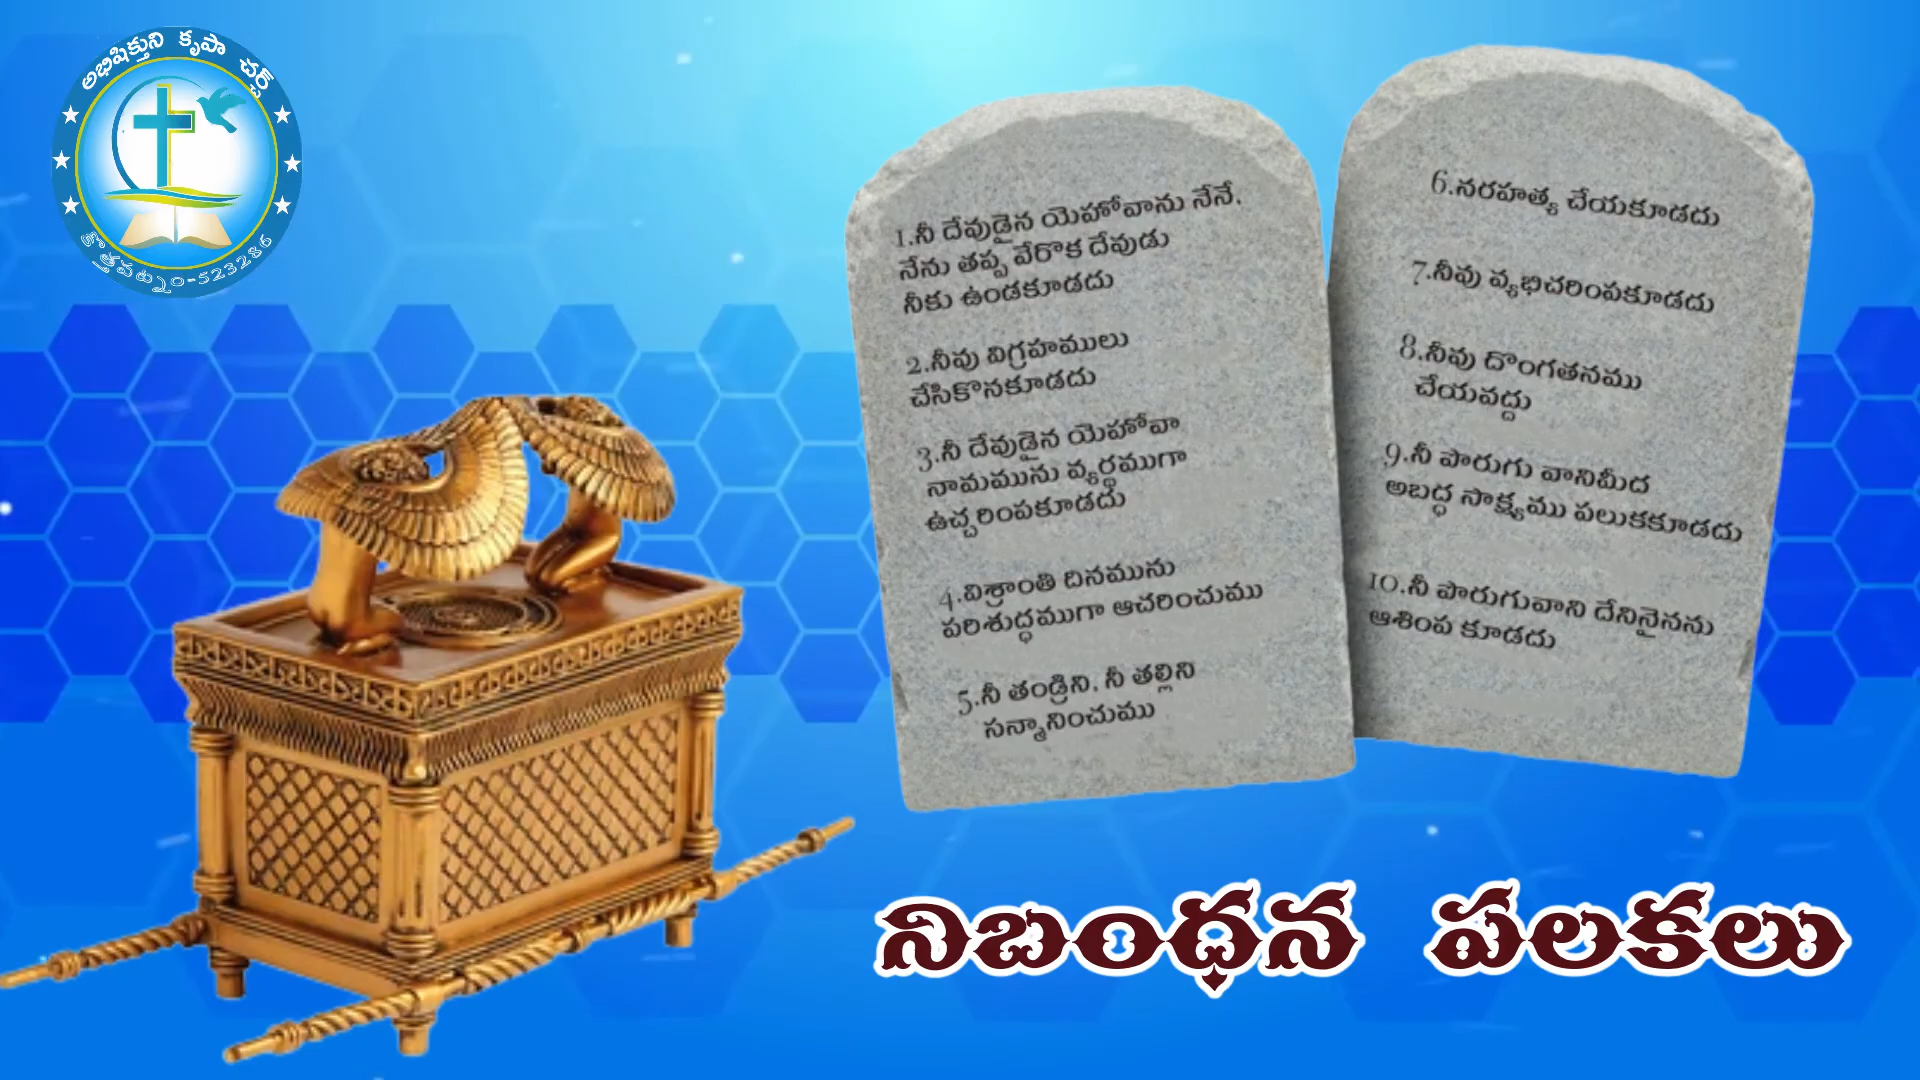 అభిషిక్తుని కృపా చర్చ్
కొత్తపట్నం-523286
1.నీ దేవుడైన యెహోవాను నేనే.
నేను తప్ప వేరొక దేవుడు
నీకు ఉండకూడదు
2.నీవు విగ్రహములు
చేసికొనకూడదు
3.నీ దేవుడైన యెహోవా
నామమును వ్యర్థముగా
ఉచ్చరింపకూడదు
4.విశ్రాంతి దినమును
పరిశుద్ధముగా ఆచరించుము
5.నీ తండ్రిని. నీ తల్లిని
సన్మానించుము
6.నరహత్య చేయకూడదు
7.నీవు వ్యభిచరింపకూడదు
8.నీవు దొంగతనము
చేయవద్దు
9.నీ పొరుగు వానిమీద
అబద్ధ సాక్ష్యము పలుకకూడదు
10.నీ పొరుగువాని దేనినైనను
ఆశింప కూడదు
నిబంధన పలకలు